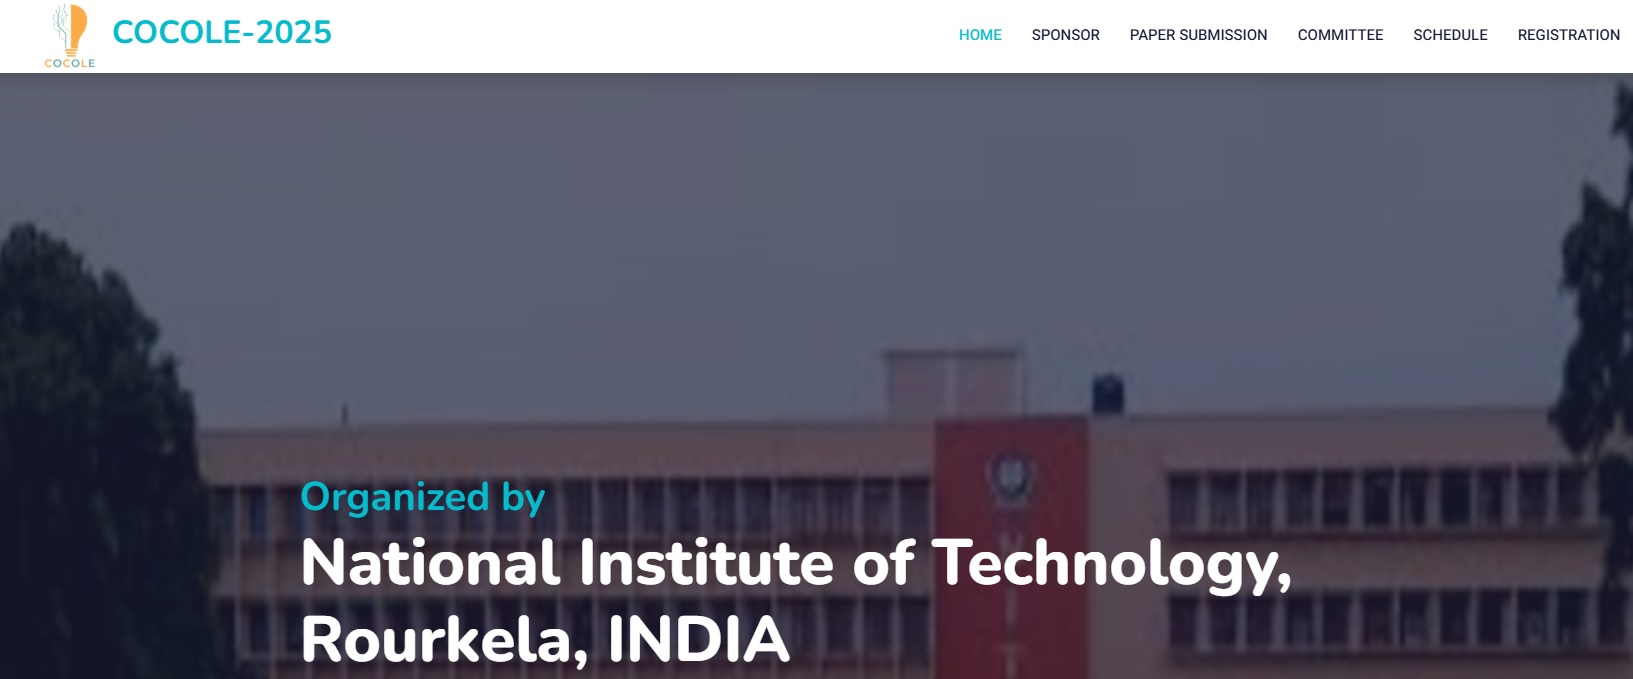 COCOLE
COCOLE-2025
HOME SPONSOR PAPER SUBMISSION COMMITTEE SCHEDULE REGISTRATION
Organized by
National Institute of Technology,
Rourkela, INDIA